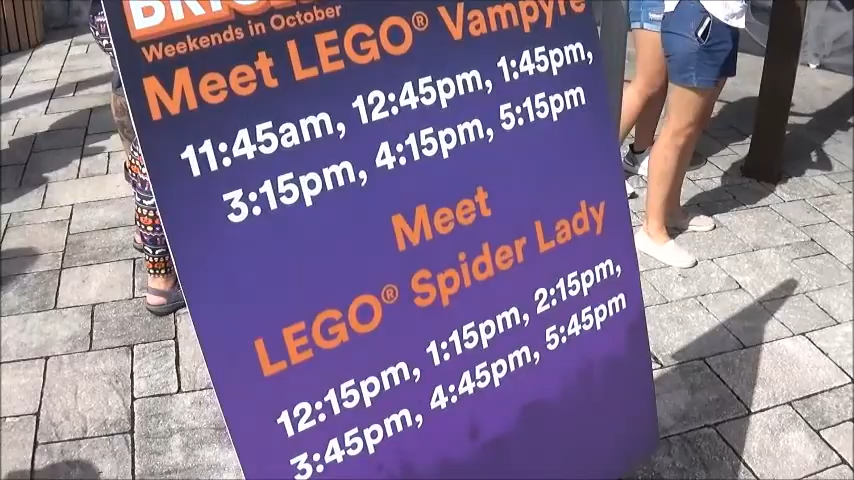 Weekends in October
Meet LEGO® Vampyre
11:45am, 12:45pm, 1:45pm,
3:15pm, 4:15pm, 5:15pm
Meet
LEGO® Spider Lady
12:15pm, 1:15pm, 2:15pm,
3:45pm, 4:45pm, 5:45pm